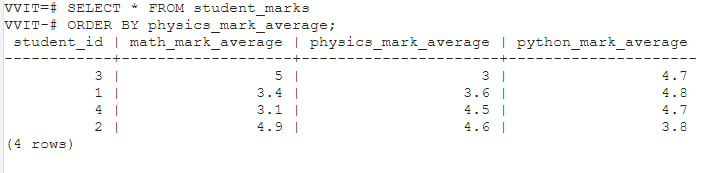 VVIT=# SELECT * FROM student_marks
VVIT-# ORDER BY physics_mark_average;
 student_id | math_mark_average | physics_mark_average | python_mark_average
------------+-------------------+----------------------+---------------------
          3 |                 5 |                    3 |                 4.7
          1 |               3.4 |                  3.6 |                 4.8
          4 |               3.1 |                  4.5 |                 4.7
          2 |               4.9 |                  4.6 |                 3.8
(4 rows)